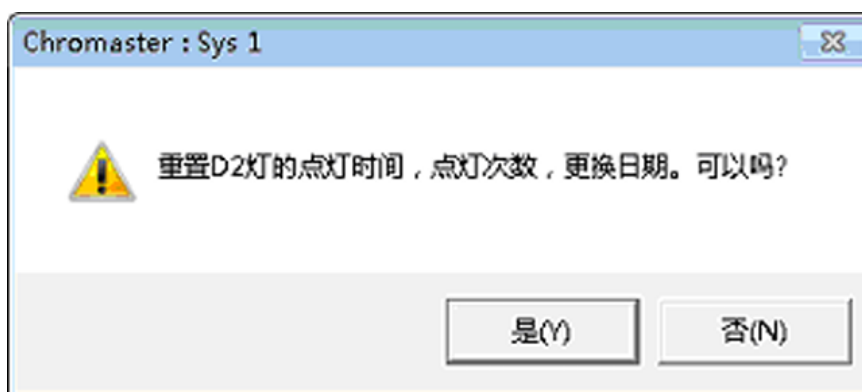 Chromaster : Sys 1
重置D2灯的点灯时间，点灯次数，更换日期。可以吗?
是(Y)
否(N)